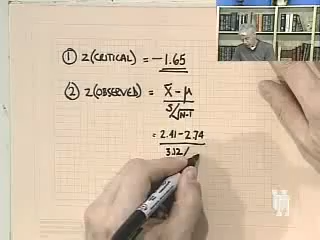 ① Z(CRITICAL) = -1.65
② Z(OBSERVED) = X̄ - μ
S/√N-1
= 2.41-2.74
3.12/